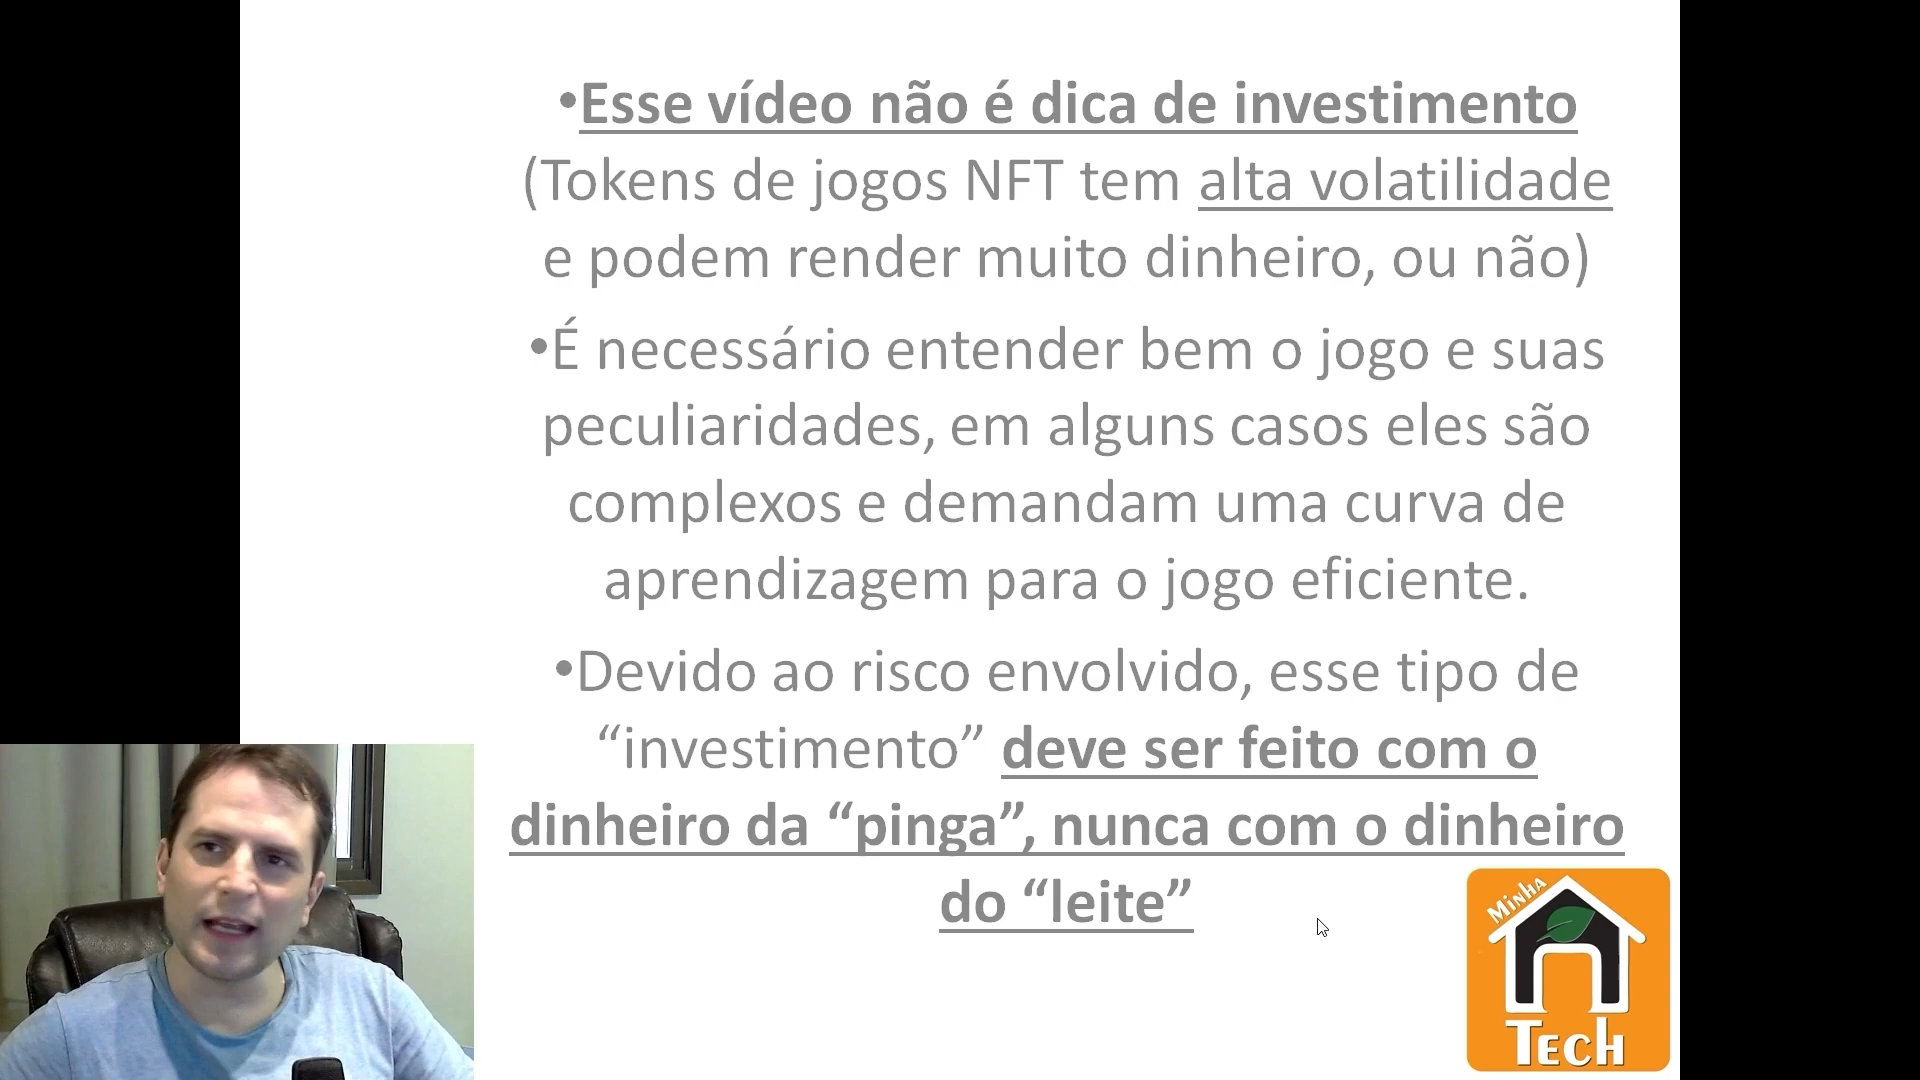 •Esse vídeo não é dica de investimento
(Tokens de jogos NFT tem alta volatilidade
e podem render muito dinheiro, ou não)
•É necessário entender bem o jogo e suas
peculiaridades, em alguns casos eles são
complexos e demandam uma curva de
aprendizagem para o jogo eficiente.
•Devido ao risco envolvido, esse tipo de
“investimento” deve ser feito com o
dinheiro da “pinga”, nunca com o dinheiro
do “leite”
Minha
Tech